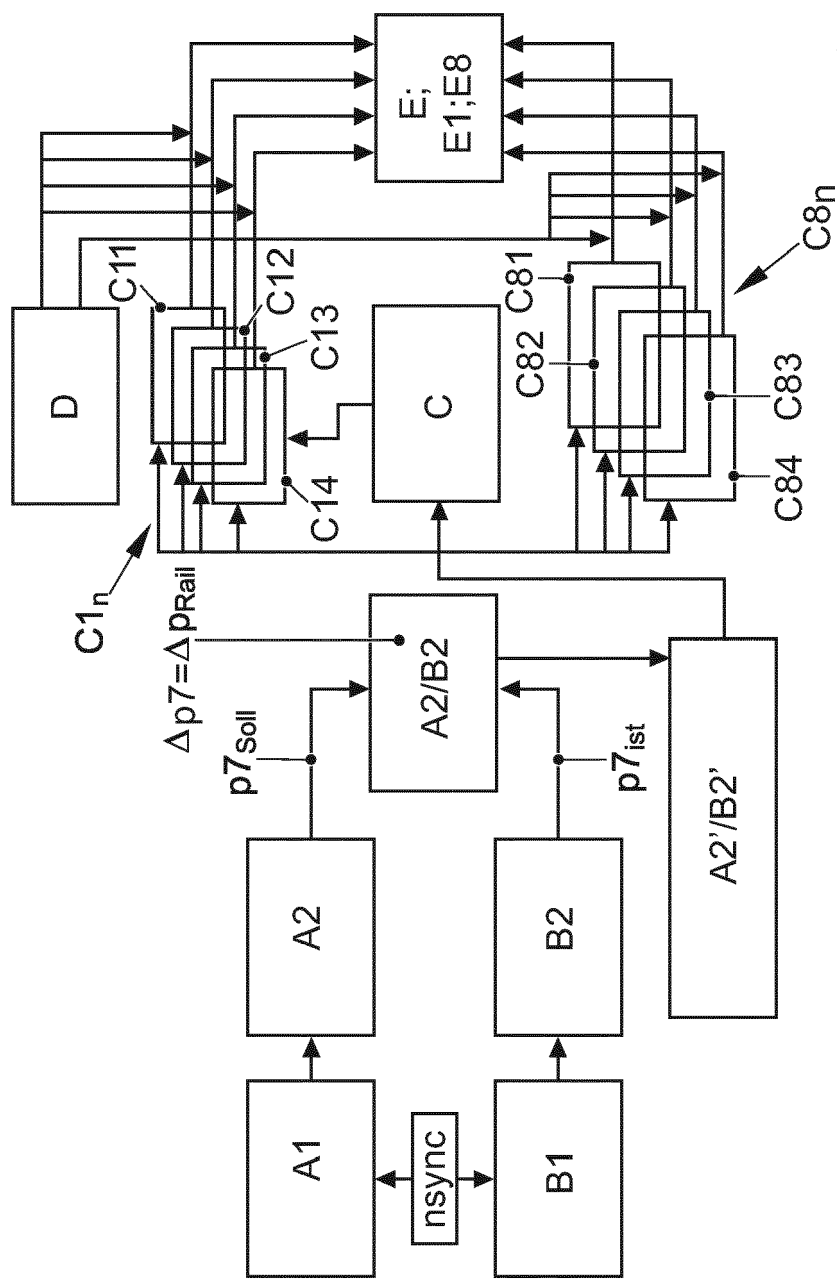 A1
nsync
B1
A2
B2
p7Soll
p7ist
Δp7=ΔpRail
A2/B2
A2'/B2'
C1n
D
C11
C12
C13
C14
C
C81
C82
C83
C84
C8n
E;
E1;E8